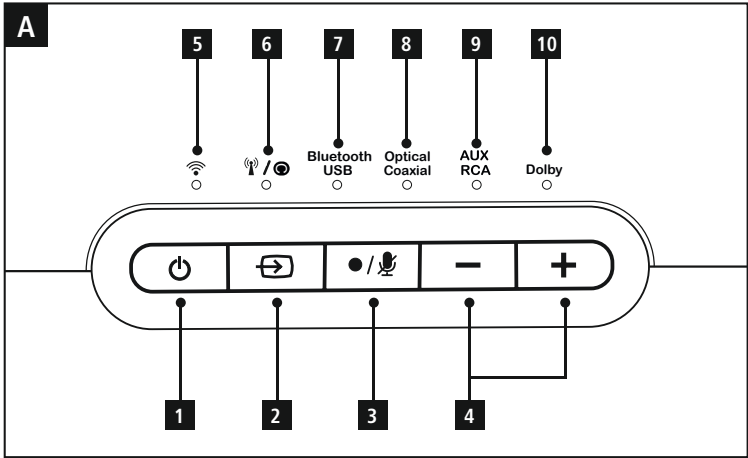 A
5 6 7 8 9 10
Bluetooth Optical AUX
USB Coaxial RCA Dolby
/
/ − +
1 2 3 4